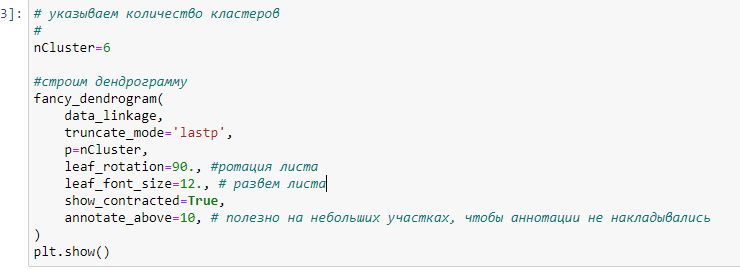 3]: # указываем количество кластеров
#
nCluster=6
#строим дендрограмму
fancy_dendrogram(
data_linkage,
truncate_mode='lastp',
p=nCluster,
leaf_rotation=90., #ротация листа
leaf_font_size=12., # развем листа
show_contracted=True,
annotate_above=10, # полезно на небольших участках, чтобы аннотации не накладывались
)
plt.show()